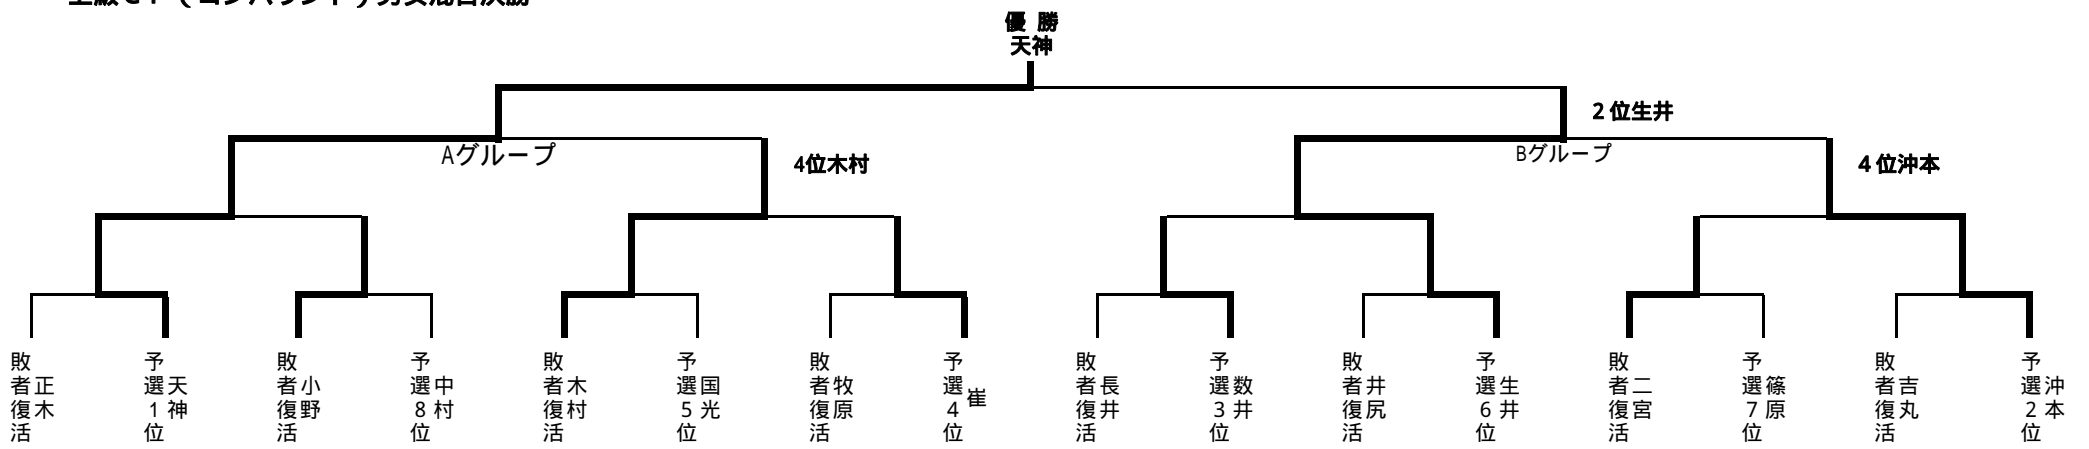 優 勝
天神
2位生井
Aグループ
Bグループ
4位木村
4位沖本
敗者復活 正木
予選1位 天神
敗者復活 小野
予選8位 中村
敗者復活 木村
予選5位 国光
敗者復活 牧原
予選4位 崔
敗者復活 長井
予選3位 数井
敗者復活 井尻
予選6位 生井
敗者復活 二宮
予選7位 篠原
敗者復活 吉丸
予選2位 沖本